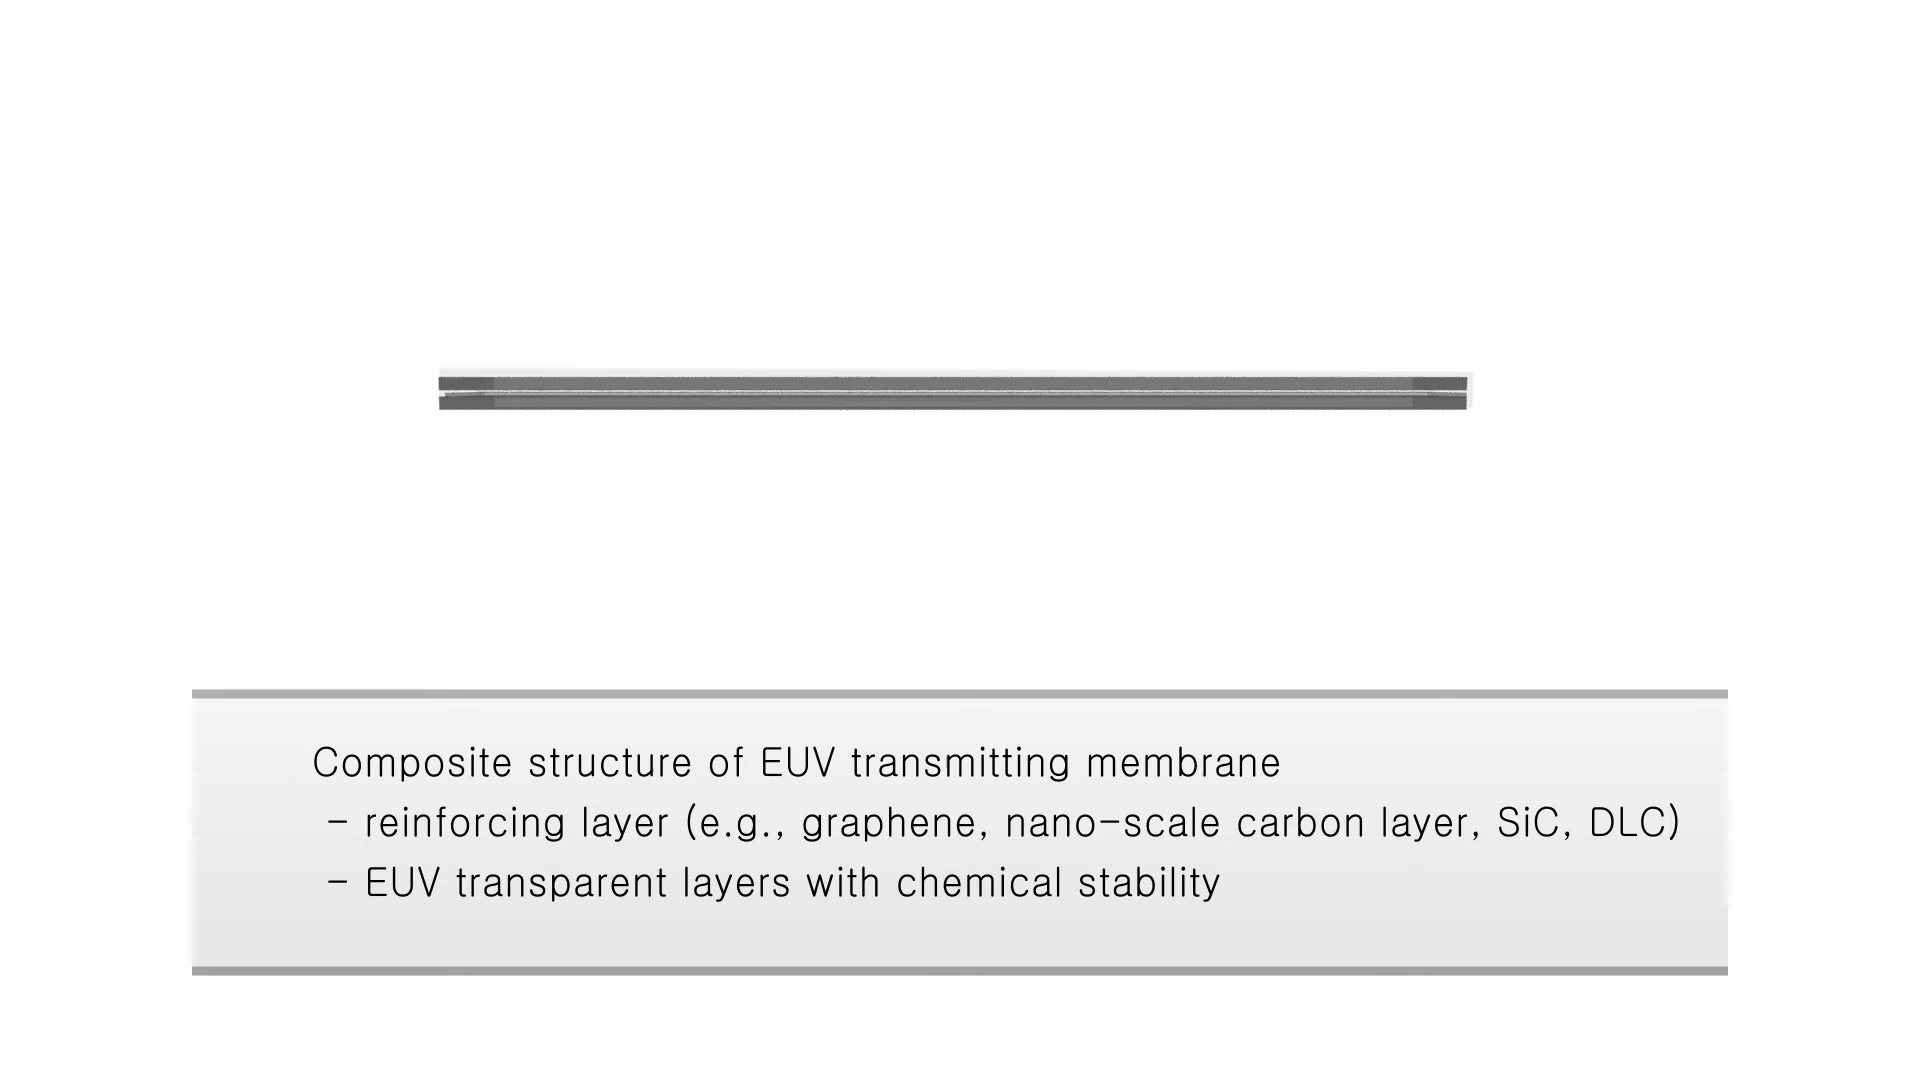 Composite structure of EUV transmitting membrane
- reinforcing layer (e.g., graphene, nano-scale carbon layer, SiC, DLC)
- EUV transparent layers with chemical stability